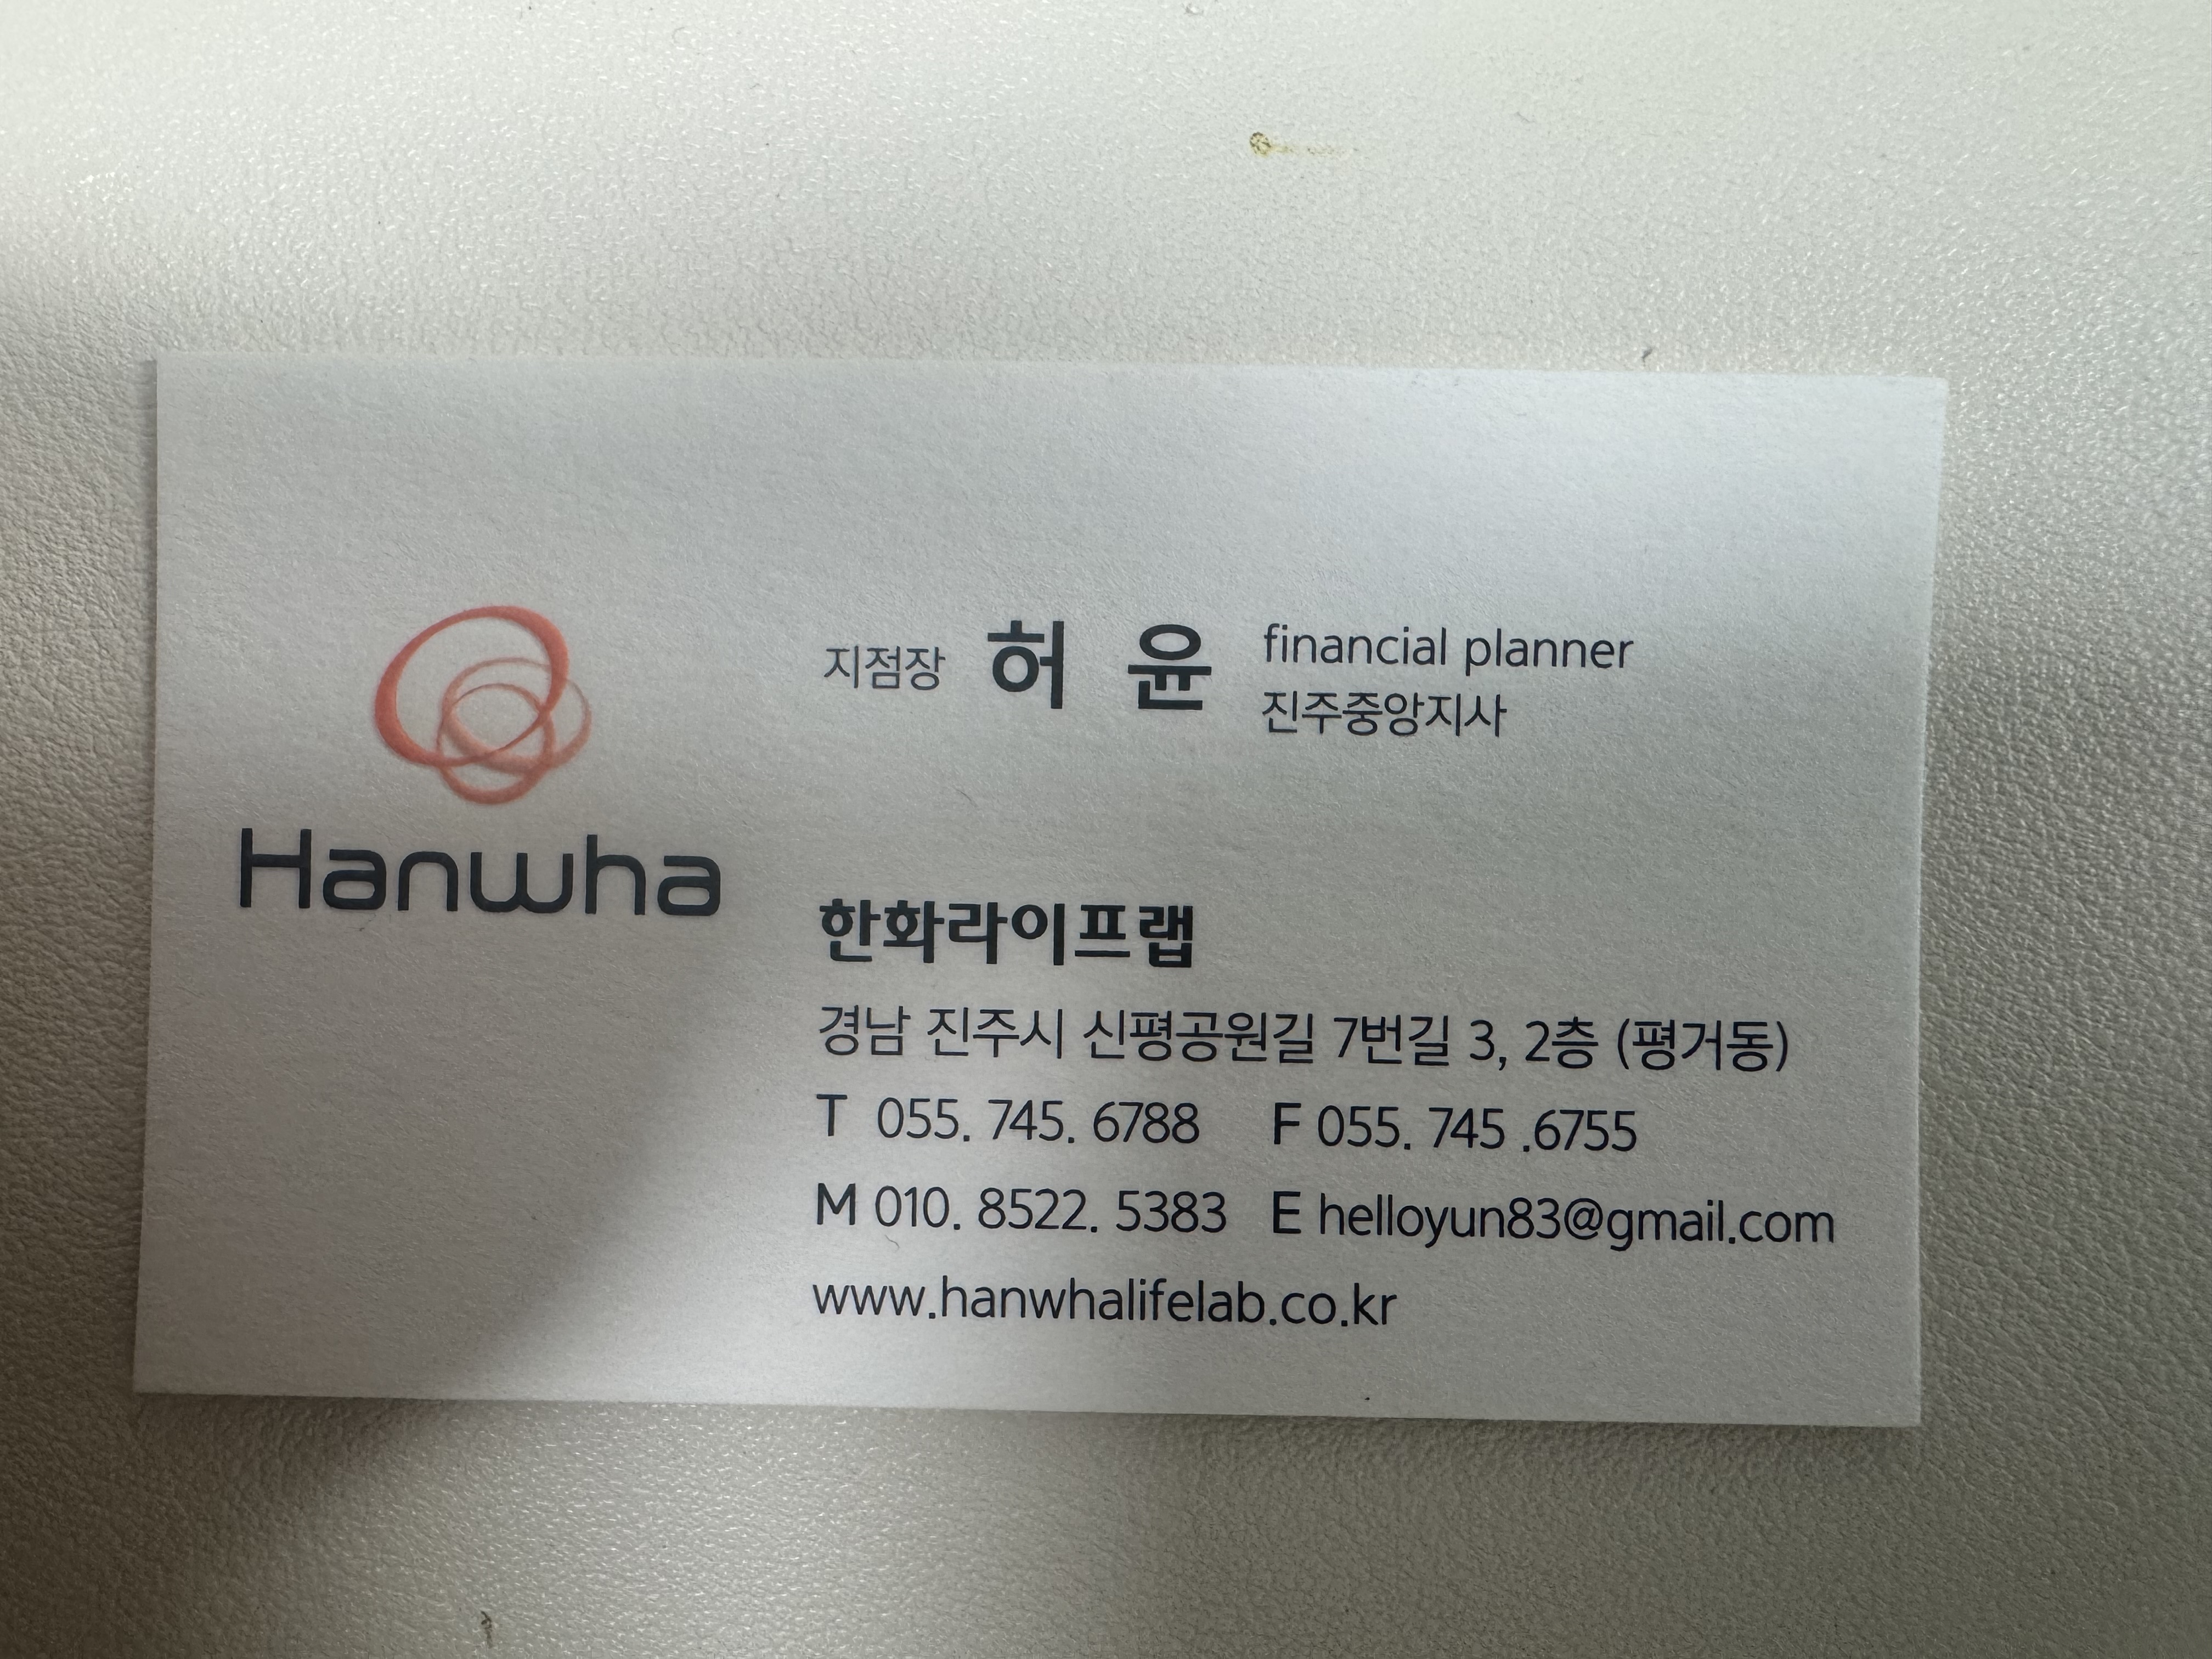 Hanwha
지점장 허 윤 financial planner
진주중앙지사
한화라이프랩
경남 진주시 신평공원길 7번길 3, 2층 (평거동)
T 055. 745. 6788 F 055. 745 .6755
M 010. 8522. 5383 E helloyun83@gmail.com
www.hanwhalifelab.co.kr